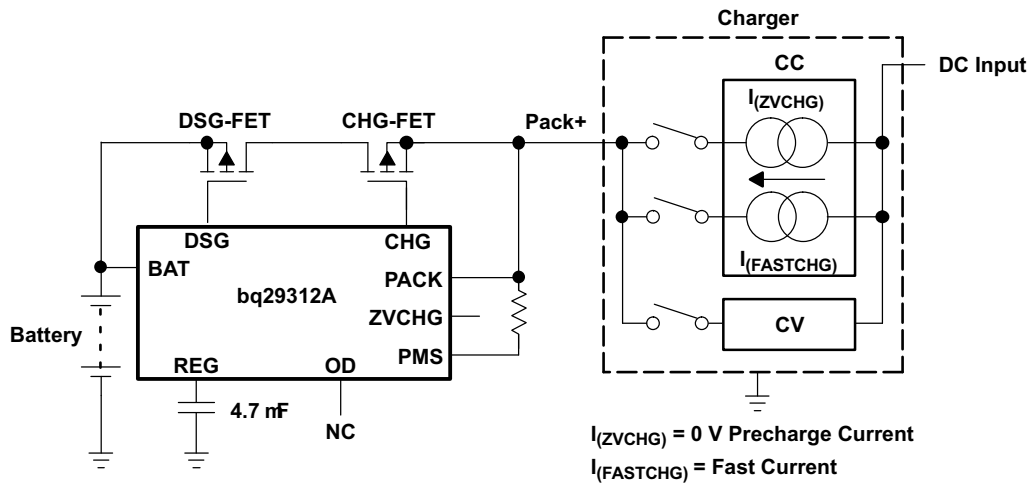 Charger
CC
DC Input
I(ZVCHG)
DSG-FET
CHG-FET
Pack+
I(FASTCHG)
DSG
CHG
BAT
PACK
bq29312A
ZVCHG
CV
Battery
PMS
REG
OD
4.7 mF
NC
I(ZVCHG) = 0 V Precharge Current
I(FASTCHG) = Fast Current